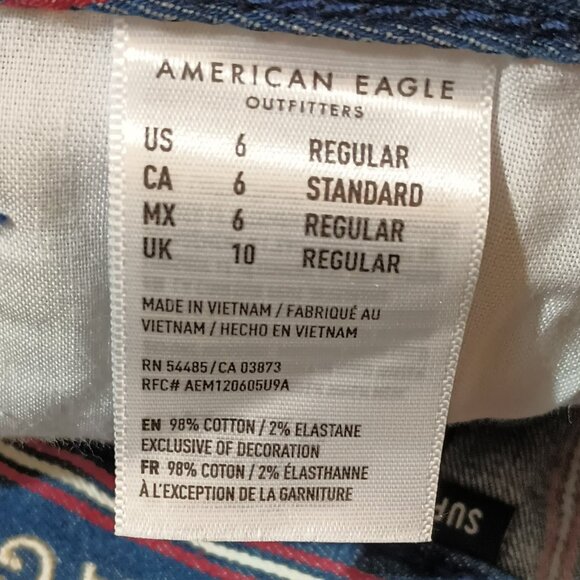 AMERICAN EAGLE
OUTFITTERS
US 6 REGULAR
CA 6 STANDARD
MX 6 REGULAR
UK 10 REGULAR
MADE IN VIETNAM / FABRIQUÉ AU
VIETNAM / HECHO EN VIETNAM
RN 54485/CA 03873
RFC# AEM120605U9A
EN 98% COTTON / 2% ELASTANE
EXCLUSIVE OF DECORATION
FR 98% COTON / 2% ÉLASTHANNE
À L'EXCEPTION DE LA GARNITURE